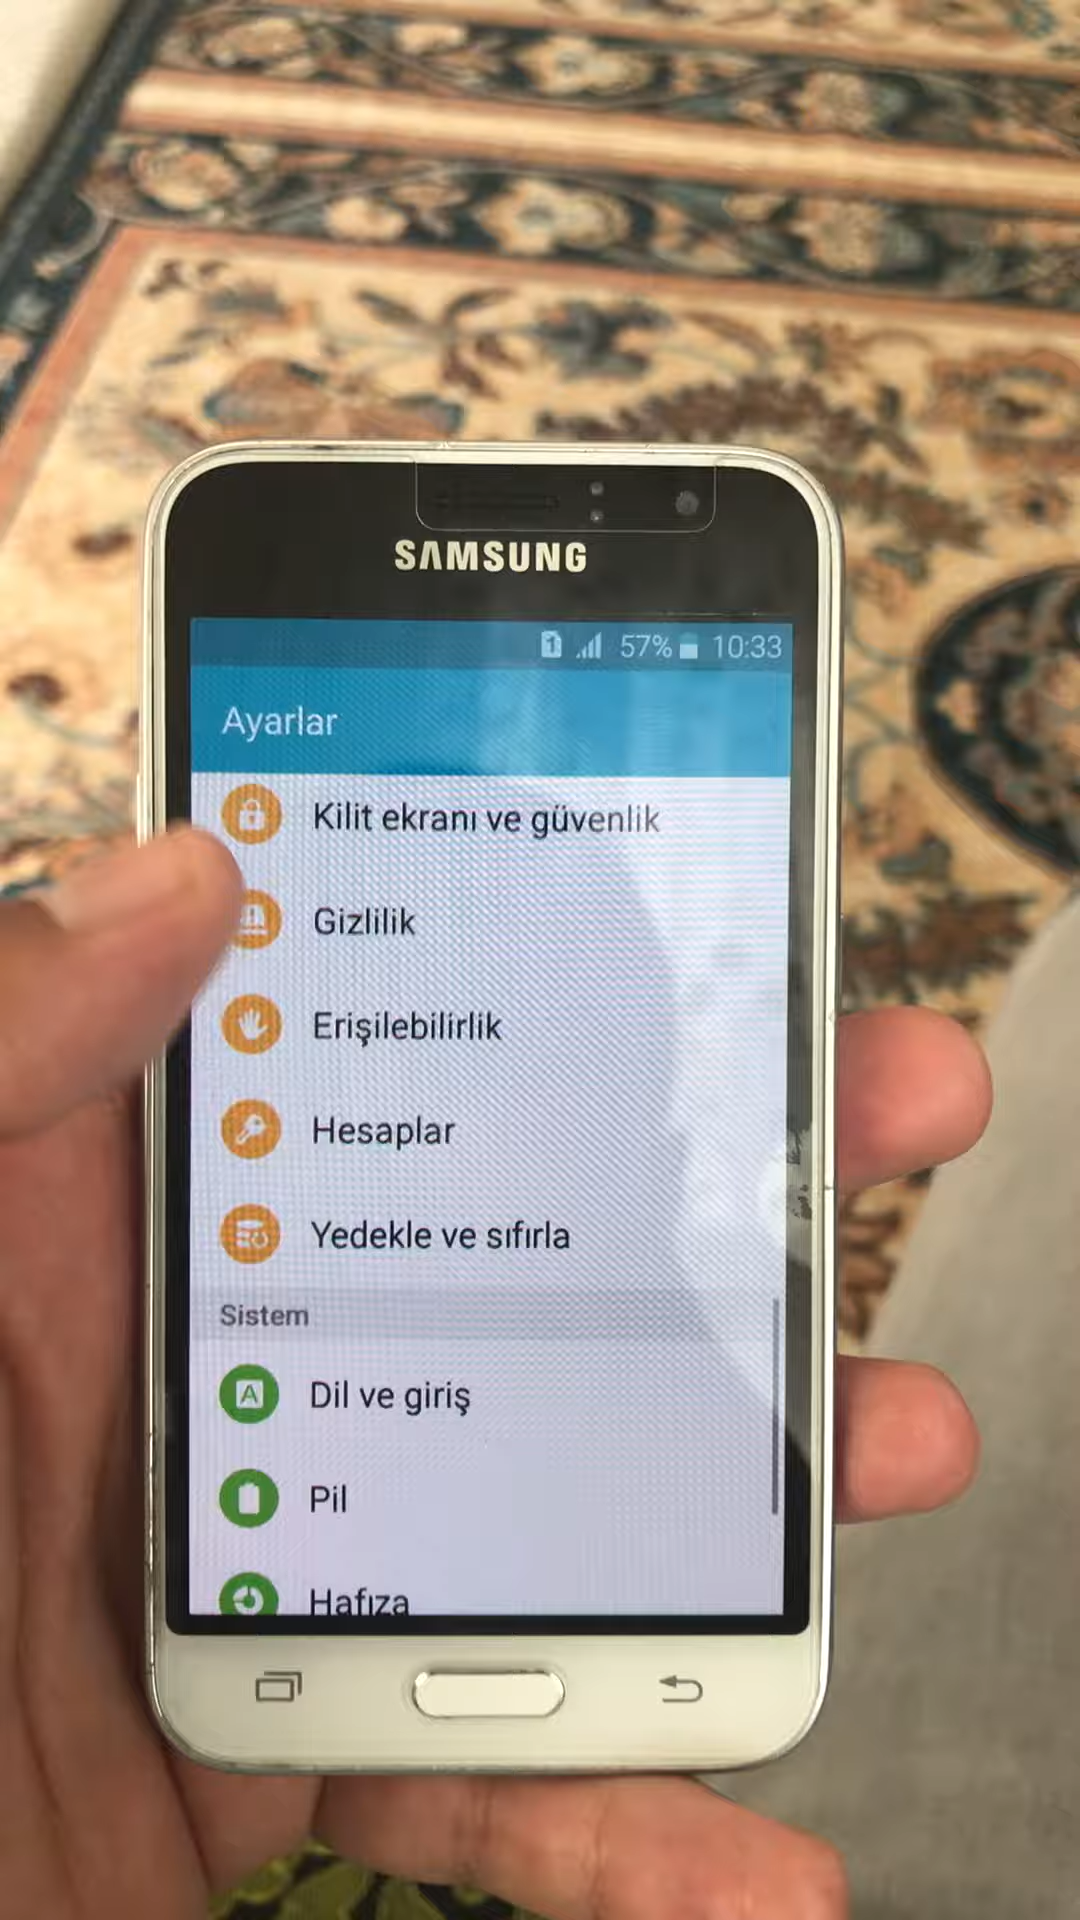 SAMSUNG
1 57% 10:33
Ayarlar
Kilit ekranı ve güvenlik
Gizlilik
Erişilebilirlik
Hesaplar
Yedekle ve sıfırla
Sistem
A Dil ve giriş
Pil
Hafıza